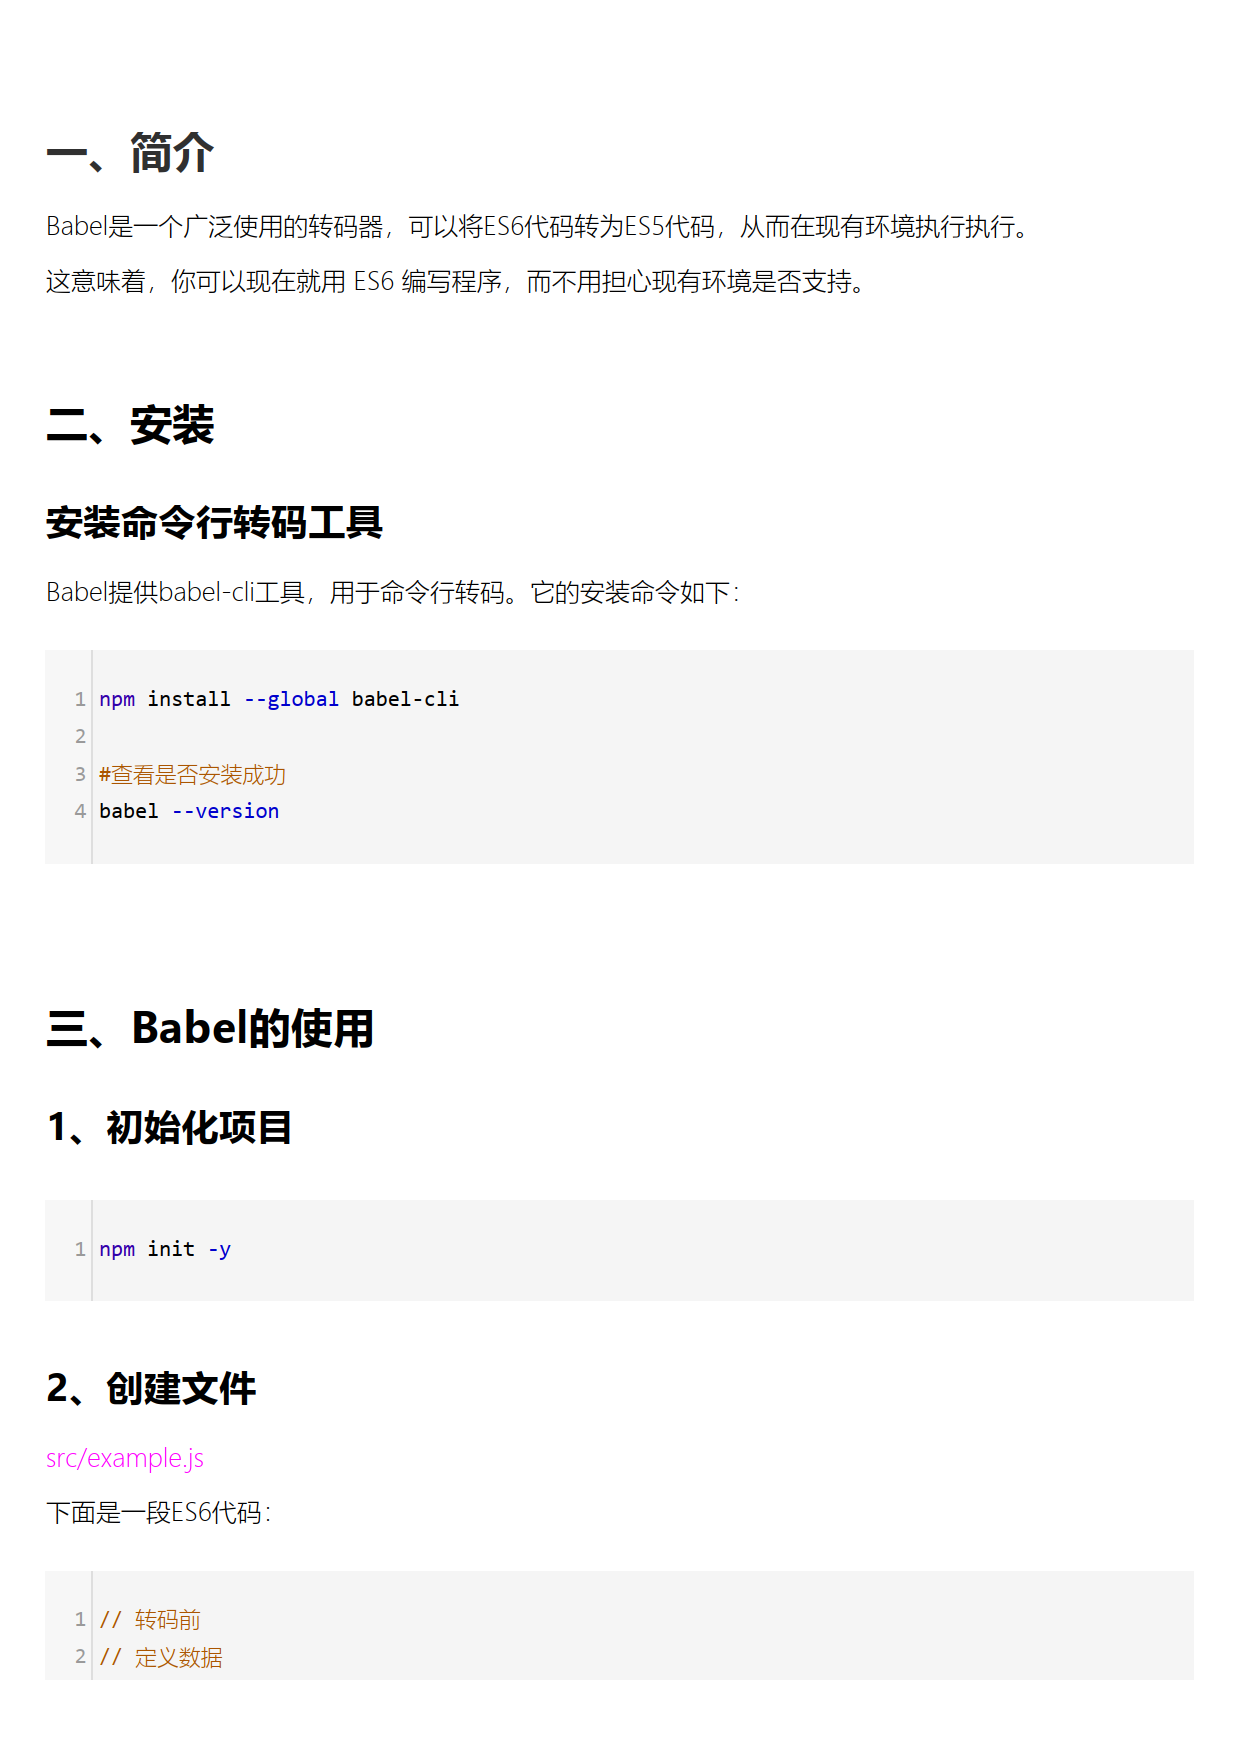 一、简介
Babel是一个广泛使用的转码器，可以将ES6代码转为ES5代码，从而在现有环境执行执行。
这意味着，你可以现在就用 ES6 编写程序，而不用担心现有环境是否支持。
二、安装
安装命令行转码工具
Babel提供babel-cli工具，用于命令行转码。它的安装命令如下：
1 npm install --global babel-cli
2
3 #查看是否安装成功
4 babel --version
三、Babel的使用
1、初始化项目
1 npm init -y
2、创建文件
src/example.js
下面是一段ES6代码：
1 // 转码前
2 // 定义数据